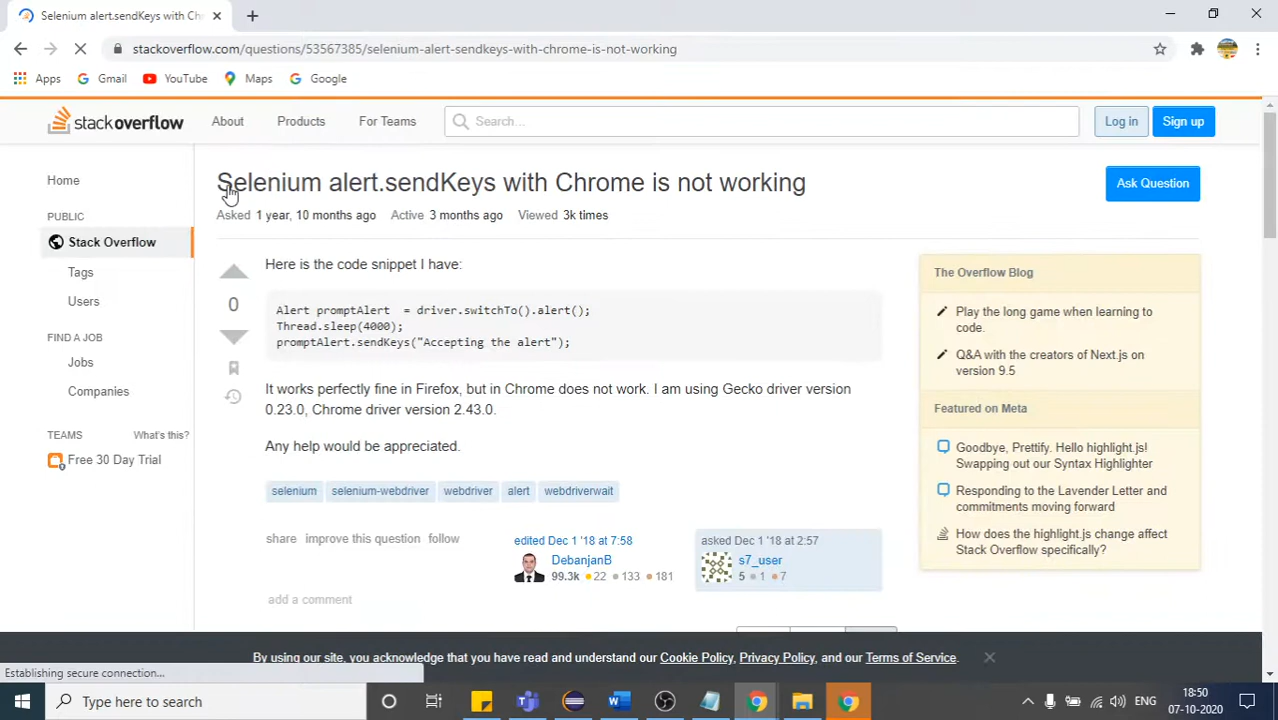 Selenium alert.sendKeys with Chr
stackoverflow.com/questions/53567385/selenium-alert-sendkeys-with-chrome-is-not-working
Apps Gmail YouTube Maps Google
stackoverflow About Products For Teams Search... Log in Sign up
Home
PUBLIC
Stack Overflow
Tags
Users
FIND A JOB
Jobs
Companies
TEAMS What's this?
Free 30 Day Trial
Selenium alert.sendKeys with Chrome is not working
Ask Question
Asked 1 year, 10 months ago Active 3 months ago Viewed 3k times
0
Here is the code snippet I have:
Alert promptAlert  = driver.switchTo().alert();
Thread.sleep(4000);
promptAlert.sendKeys("Accepting the alert");
It works perfectly fine in Firefox, but in Chrome does not work. I am using Gecko driver version
0.23.0, Chrome driver version 2.43.0.
Any help would be appreciated.
selenium selenium-webdriver webdriver alert webdriverwait
share improve this question follow
edited Dec 1 '18 at 7:58
DebanjanB
99.3k 22 133 181
asked Dec 1 '18 at 2:57
s7_user
5 1 7
add a comment
The Overflow Blog
Play the long game when learning to
code.
Q&A with the creators of Next.js on
version 9.5
Featured on Meta
Goodbye, Prettify. Hello highlight.js!
Swapping out our Syntax Highlighter
Responding to the Lavender Letter and
commitments moving forward
How does the highlight.js change affect
Stack Overflow specifically?
By using our site, you acknowledge that you have read and understand our Cookie Policy, Privacy Policy, and our Terms of Service.
Establishing secure connection...
Type here to search
ENG
18:50
07-10-2020